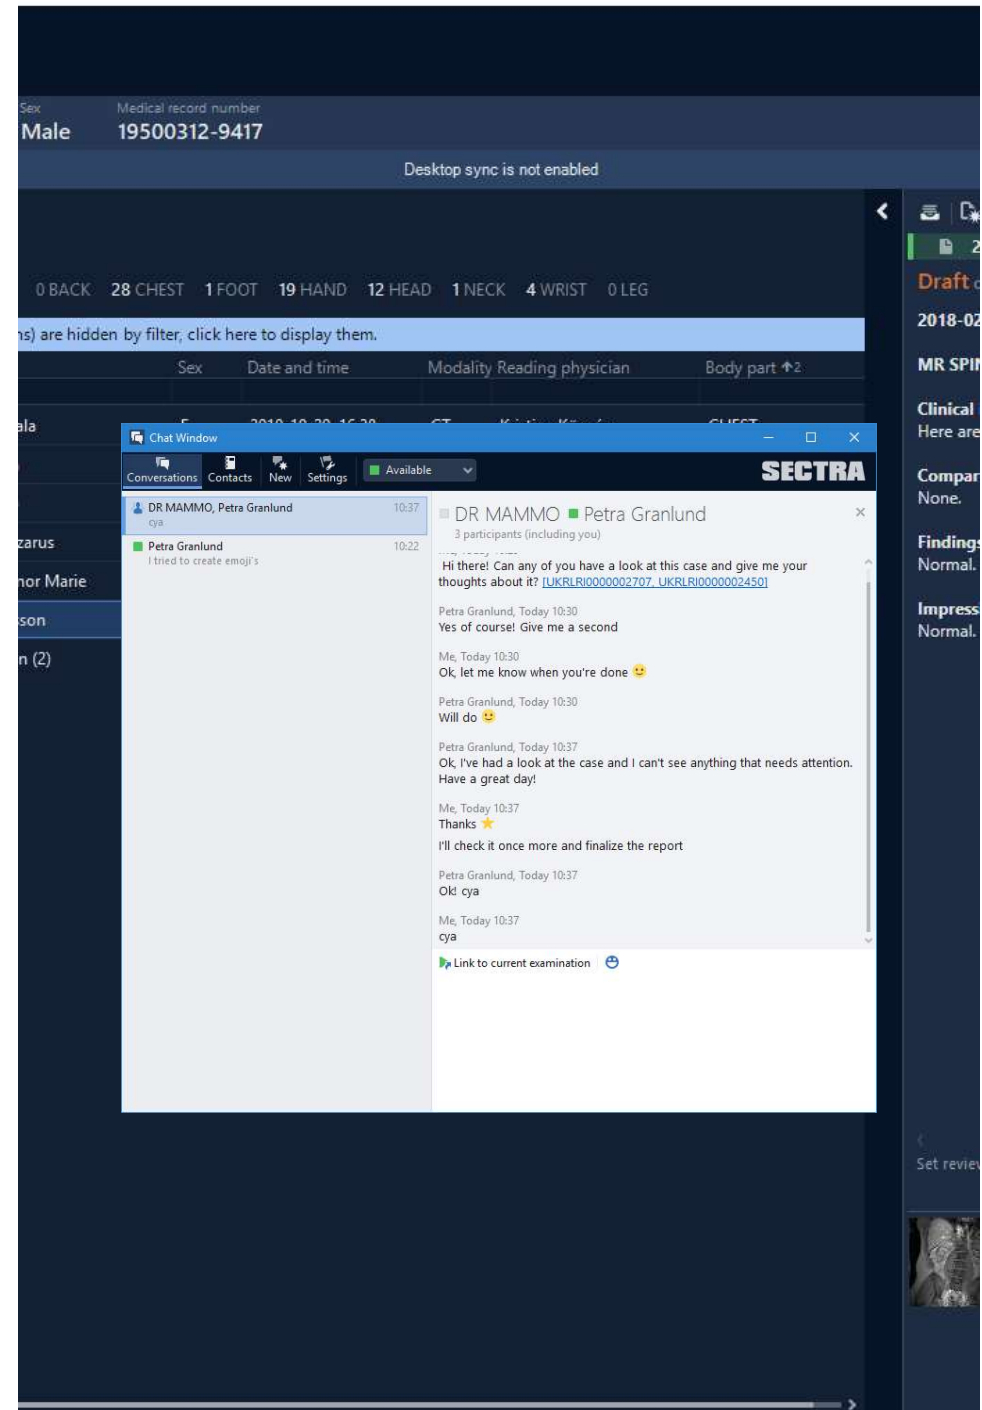 Sex Medical record number
Male 19500312-9417
Desktop sync is not enabled
2
0 BACK 28 CHEST 1 FOOT 19 HAND 12 HEAD 1 NECK 4 WRIST 0 LEG
Draft
ns) are hidden by filter, click here to display them.
2018-02
Sex Date and time Modality Reading physician Body part 2
MR SPIN
Clinical
Here are
Compar
None.
Findings
Normal.
Impress
Normal.
ala
zarus
nor Marie
sson
n (2)
Chat Window
Conversations Contacts New Settings Available SECTRA
DR MAMMO, Petra Granlund 10:37
cya
Petra Granlund 10:22
I tried to create emoji's
DR MAMMO Petra Granlund
3 participants (including you)
Hi there! Can any of you have a look at this case and give me your
thoughts about it? [UKRLRI0000002707, UKRLRI0000002450]
Petra Granlund, Today 10:30
Yes of course! Give me a second
Me, Today 10:30
Ok, let me know when you're done 🙂
Petra Granlund, Today 10:30
Will do 🙂
Petra Granlund, Today 10:37
Ok, I've had a look at the case and I can't see anything that needs attention.
Have a great day!
Me, Today 10:37
Thanks ⭐
I'll check it once more and finalize the report
Petra Granlund, Today 10:37
Ok! cya
Me, Today 10:37
cya
Link to current examination
Set review